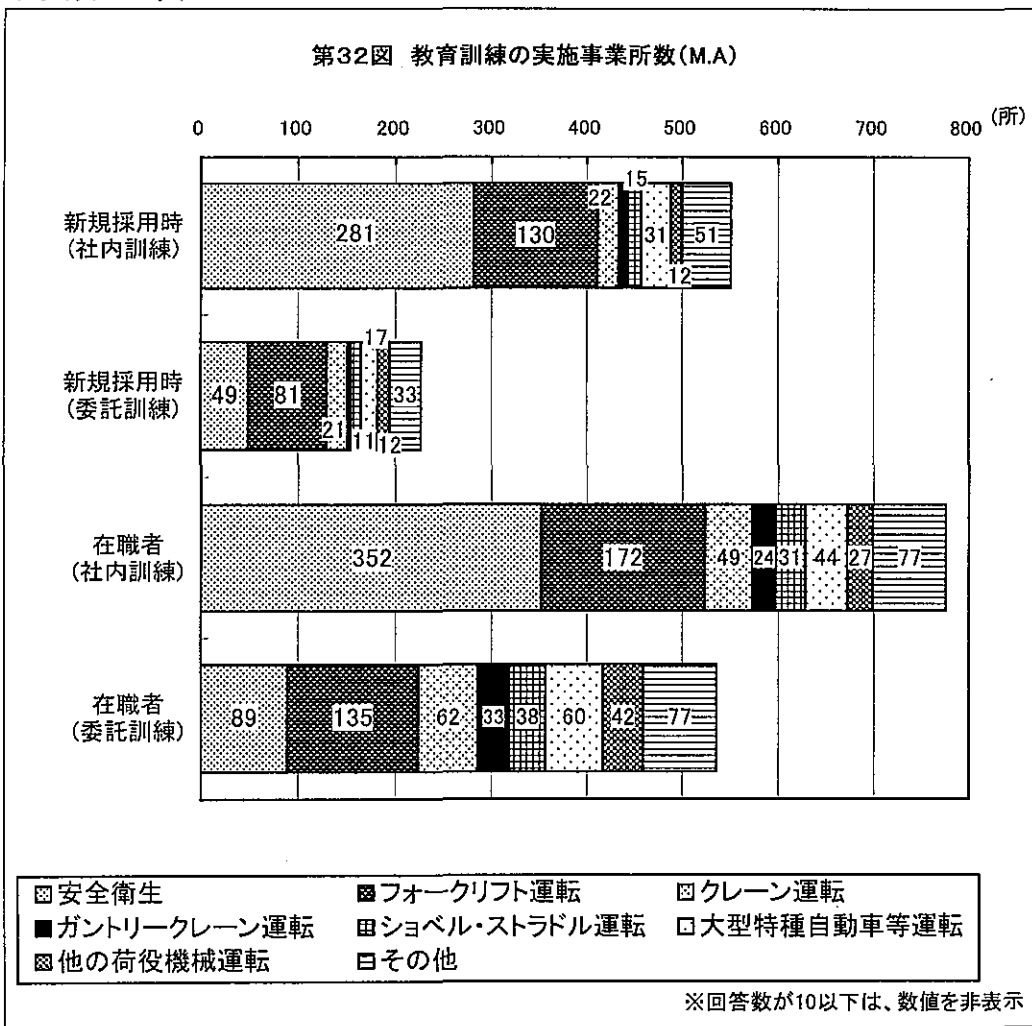 第32図 教育訓練の実施事業所数(M.A)
0 100 200 300 400 500 600 700 800 (所)
新規採用時
(社内訓練)
281 130 22 15 31 12 51
新規採用時
(委託訓練)
49 81 21 11 17 12 33
在職者
(社内訓練)
352 172 49 24 31 44 27 77
在職者
(委託訓練)
89 135 62 33 38 60 42 77
安全衛生 フォークリフト運転 クレーン運転
ガントリークレーン運転 ショベル・ストラドル運転 大型特種自動車等運転
他の荷役機械運転 その他
※回答数が10以下は、数値を非表示